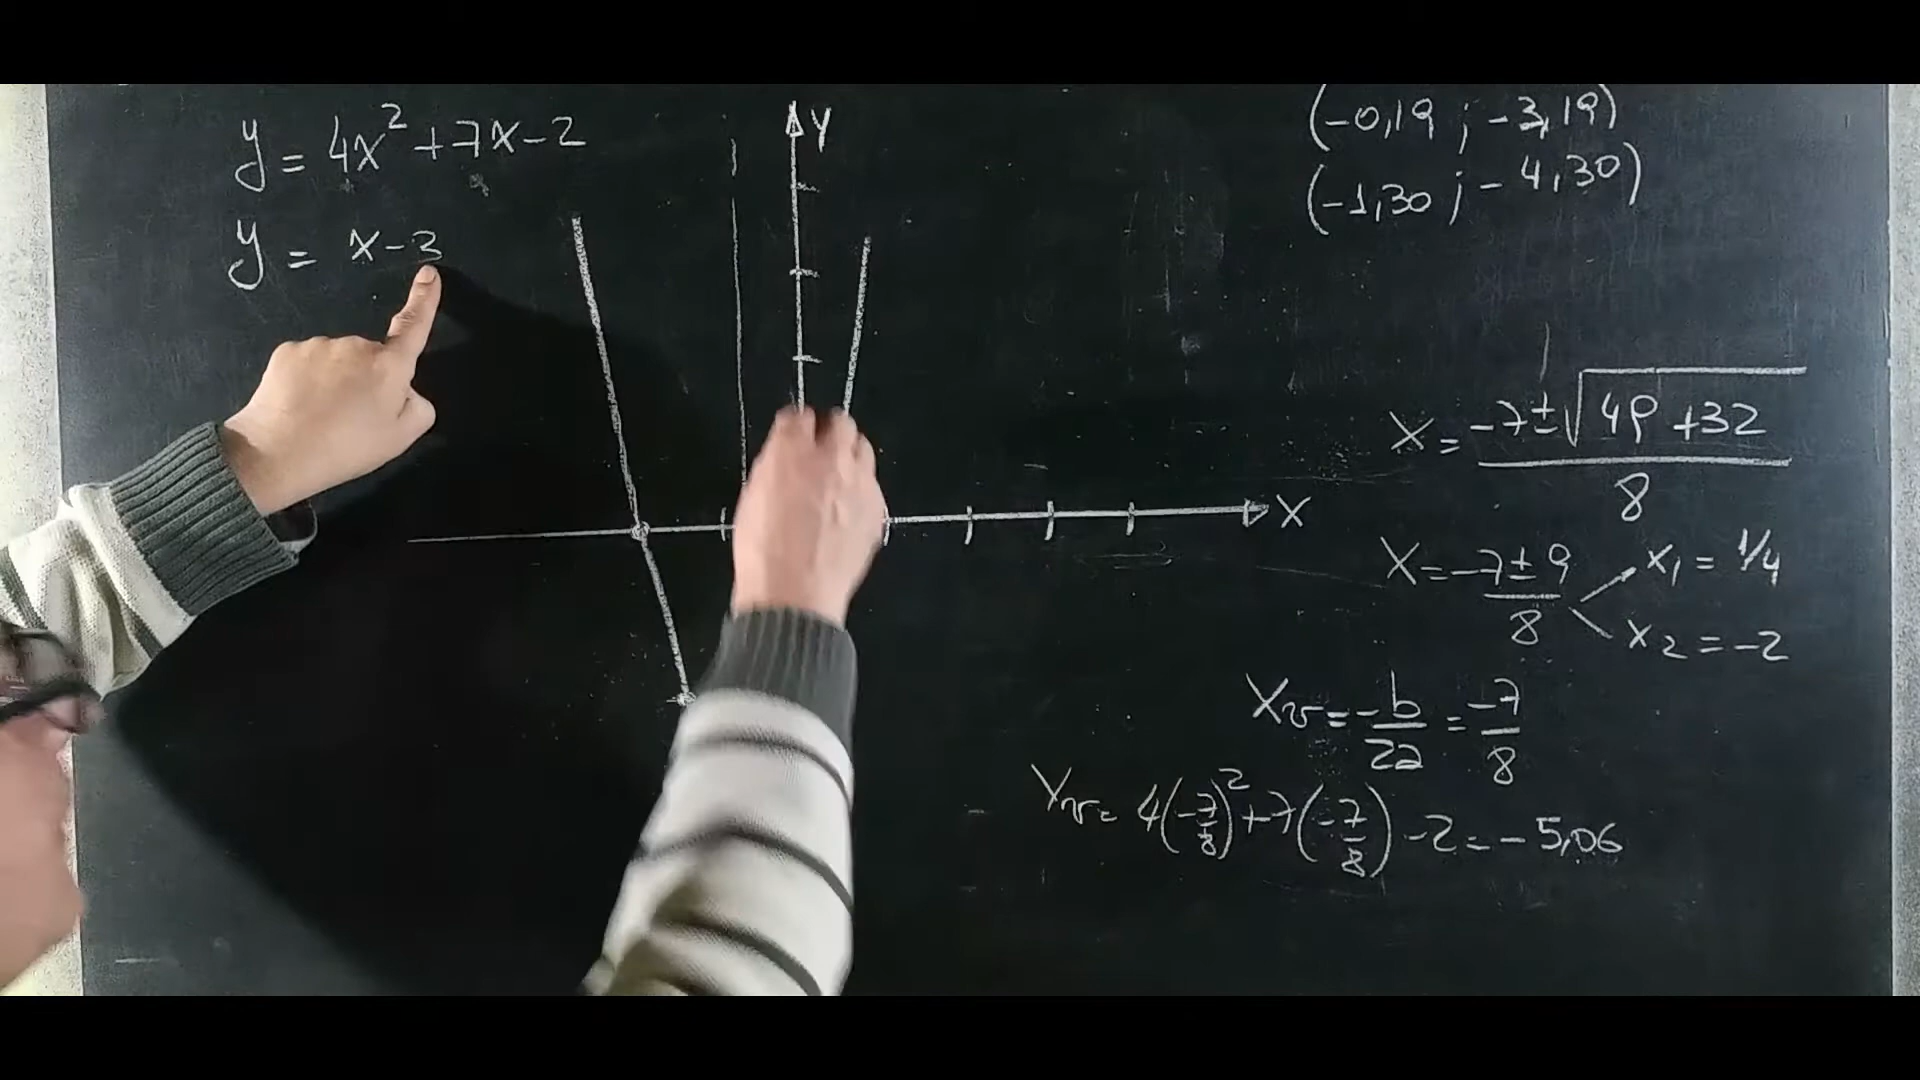 y = 4x² + 7x - 2
y = x - 3
Y
X
(-0,19 ; -3,19)
(-1,30 ; -4,30)
X = (-7 ± √(49 + 32)) / 8
X = (-7 ± 9) / 8
x₁ = 1/4
x₂ = -2
Xv = -b/2a = -7/8
Yv = 4(-7/8)² + 7(-7/8) - 2 = -5,06